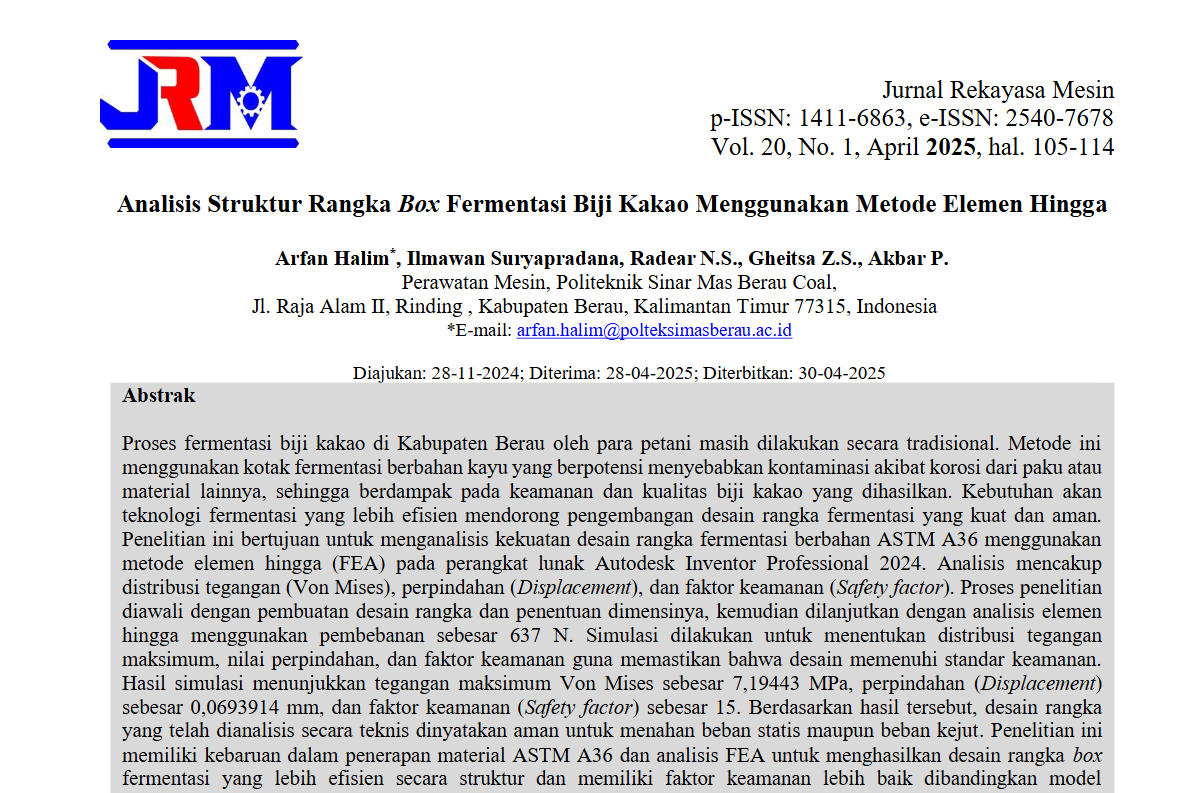 JRM
Jurnal Rekayasa Mesin
p-ISSN: 1411-6863, e-ISSN: 2540-7678
Vol. 20, No. 1, April 2025, hal. 105-114
Analisis Struktur Rangka Box Fermentasi Biji Kakao Menggunakan Metode Elemen Hingga
Arfan Halim*, Ilmawan Suryapradana, Radear N.S., Gheitsa Z.S., Akbar P.
Perawatan Mesin, Politeknik Sinar Mas Berau Coal,
Jl. Raja Alam II, Rinding , Kabupaten Berau, Kalimantan Timur 77315, Indonesia
*E-mail: arfan.halim@polteksimasberau.ac.id
Diajukan: 28-11-2024; Diterima: 28-04-2025; Diterbitkan: 30-04-2025
Abstrak
Proses fermentasi biji kakao di Kabupaten Berau oleh para petani masih dilakukan secara tradisional. Metode ini
menggunakan kotak fermentasi berbahan kayu yang berpotensi menyebabkan kontaminasi akibat korosi dari paku atau
material lainnya, sehingga berdampak pada keamanan dan kualitas biji kakao yang dihasilkan. Kebutuhan akan
teknologi fermentasi yang lebih efisien mendorong pengembangan desain rangka fermentasi yang kuat dan aman.
Penelitian ini bertujuan untuk menganalisis kekuatan desain rangka fermentasi berbahan ASTM A36 menggunakan
metode elemen hingga (FEA) pada perangkat lunak Autodesk Inventor Professional 2024. Analisis mencakup
distribusi tegangan (Von Mises), perpindahan (Displacement), dan faktor keamanan (Safety factor). Proses penelitian
diawali dengan pembuatan desain rangka dan penentuan dimensinya, kemudian dilanjutkan dengan analisis elemen
hingga menggunakan pembebanan sebesar 637 N. Simulasi dilakukan untuk menentukan distribusi tegangan
maksimum, nilai perpindahan, dan faktor keamanan guna memastikan bahwa desain memenuhi standar keamanan.
Hasil simulasi menunjukkan tegangan maksimum Von Mises sebesar 7,19443 MPa, perpindahan (Displacement)
sebesar 0,0693914 mm, dan faktor keamanan (Safety factor) sebesar 15. Berdasarkan hasil tersebut, desain rangka
yang telah dianalisis secara teknis dinyatakan aman untuk menahan beban statis maupun beban kejut. Penelitian ini
memiliki kebaruan dalam penerapan material ASTM A36 dan analisis FEA untuk menghasilkan desain rangka box
fermentasi yang lebih efisien secara struktur dan memiliki faktor keamanan lebih baik dibandingkan model